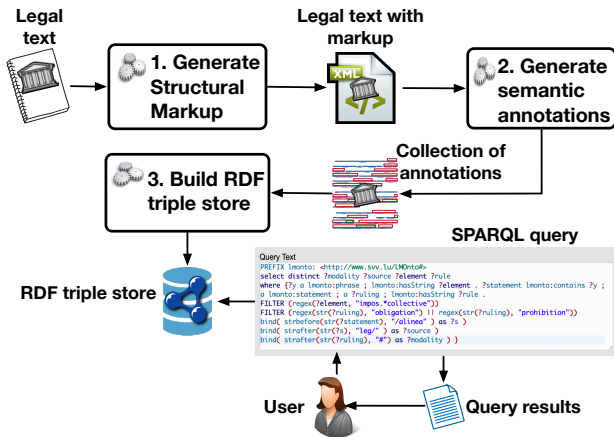 Legal
text
1. Generate
Structural
Markup
Legal text with
markup
XML
2. Generate
semantic
annotations
Collection of
annotations
3. Build RDF
triple store
RDF triple store
SPARQL query
Query Text
PREFIX lmonto: <http://www.svv.lu/LMOnto#>
select distinct ?modality ?source ?element ?rule
where {?y a lmonto:phrase ; lmonto:hasString ?element . ?statement lmonto:contains ?y ;
a lmonto:statement ; a ?ruling ; lmonto:hasString ?rule .
FILTER (regex(?element, "impos.*collective"))
FILTER (regex(str(?ruling), "obligation") || regex(str(?ruling), "prohibition"))
bind( strbefore(str(?statement), "/alinea" ) as ?s )
bind( strafter(str(?s), "leg/" ) as ?source )
bind( strafter(str(?ruling), "#") as ?modality ) }
User
Query results